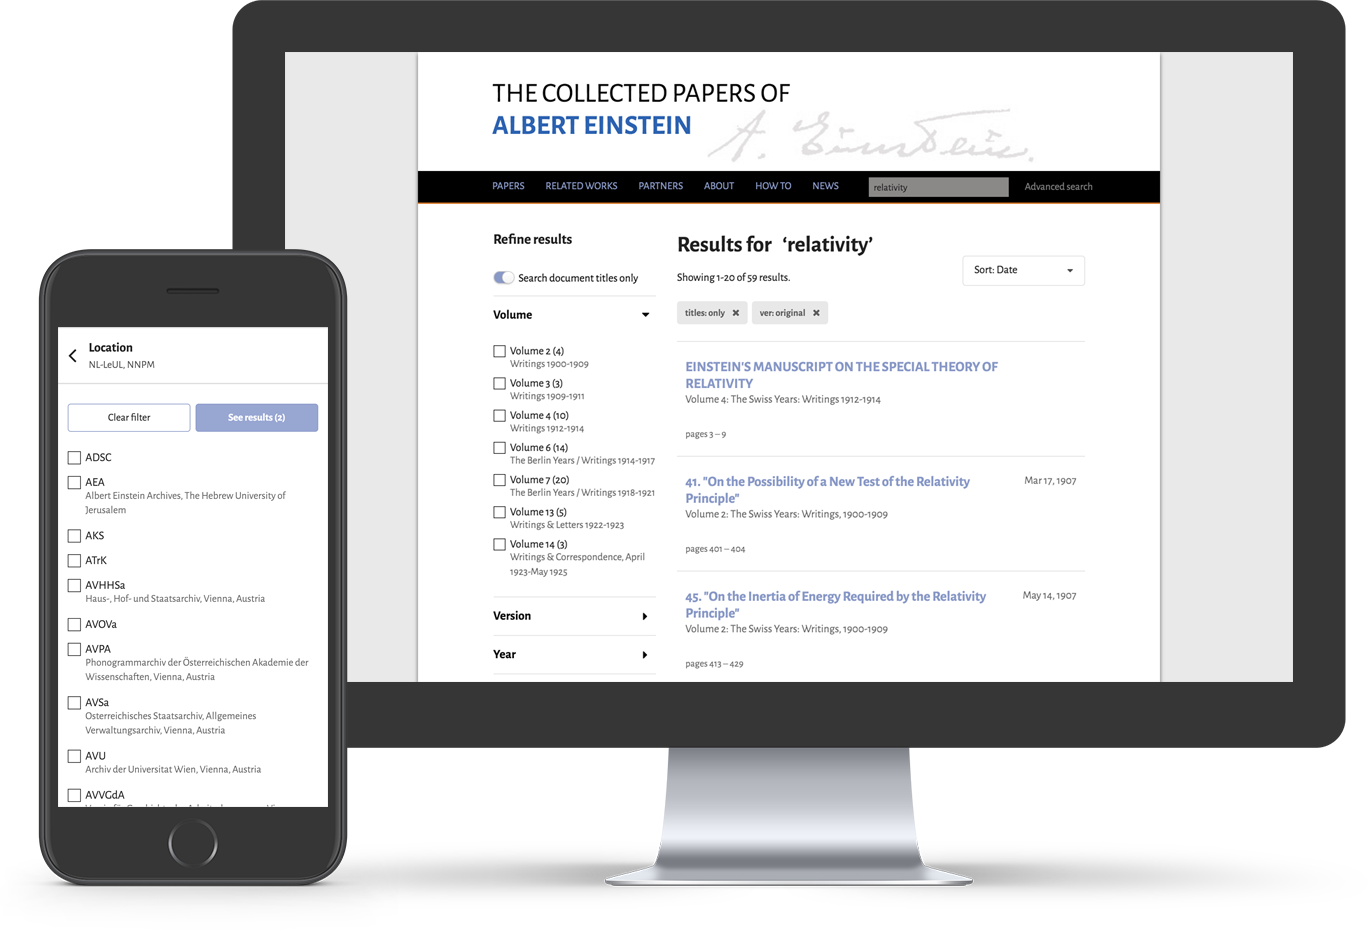 THE COLLECTED PAPERS OF
ALBERT EINSTEIN
A. Einstein.
PAPERS RELATED WORKS PARTNERS ABOUT HOW TO NEWS relativity Advanced search
Refine results
Search document titles only
Volume
Volume 2 (4)
Writings 1900-1909
Volume 3 (3)
Writings 1909-1911
Volume 4 (10)
Writings 1912-1914
Volume 6 (14)
The Berlin Years / Writings 1914-1917
Volume 7 (20)
The Berlin Years / Writings 1918-1921
Volume 13 (5)
Writings & Letters 1922-1923
Volume 14 (3)
Writings & Correspondence, April
1923-May 1925
Version
Year
Results for ‘relativity’
Showing 1-20 of 59 results.
Sort: Date
titles: only ✖ ver: original ✖
EINSTEIN'S MANUSCRIPT ON THE SPECIAL THEORY OF
RELATIVITY
Volume 4: The Swiss Years: Writings 1912-1914
pages 3 – 9
41. "On the Possibility of a New Test of the Relativity
Principle"
Mar 17, 1907
Volume 2: The Swiss Years: Writings, 1900-1909
pages 401 – 404
45. "On the Inertia of Energy Required by the Relativity
Principle"
May 14, 1907
Volume 2: The Swiss Years: Writings, 1900-1909
pages 413 – 429
Location
NL-LeUL, NNPM
Clear filter See results (2)
ADSC
AEA
Albert Einstein Archives, The Hebrew University of
Jerusalem
AKS
ATrK
AVHHSa
Haus-, Hof- und Staatsarchiv, Vienna, Austria
AVOVa
AVPA
Phonogrammarchiv der Österreichischen Akademie der
Wissenschaften, Vienna, Austria
AVSa
Osterreichisches Staatsarchiv, Allgemeines
Verwaltungsarchiv, Vienna, Austria
AVU
Archiv der Universitat Wien, Vienna, Austria
AVVGdA